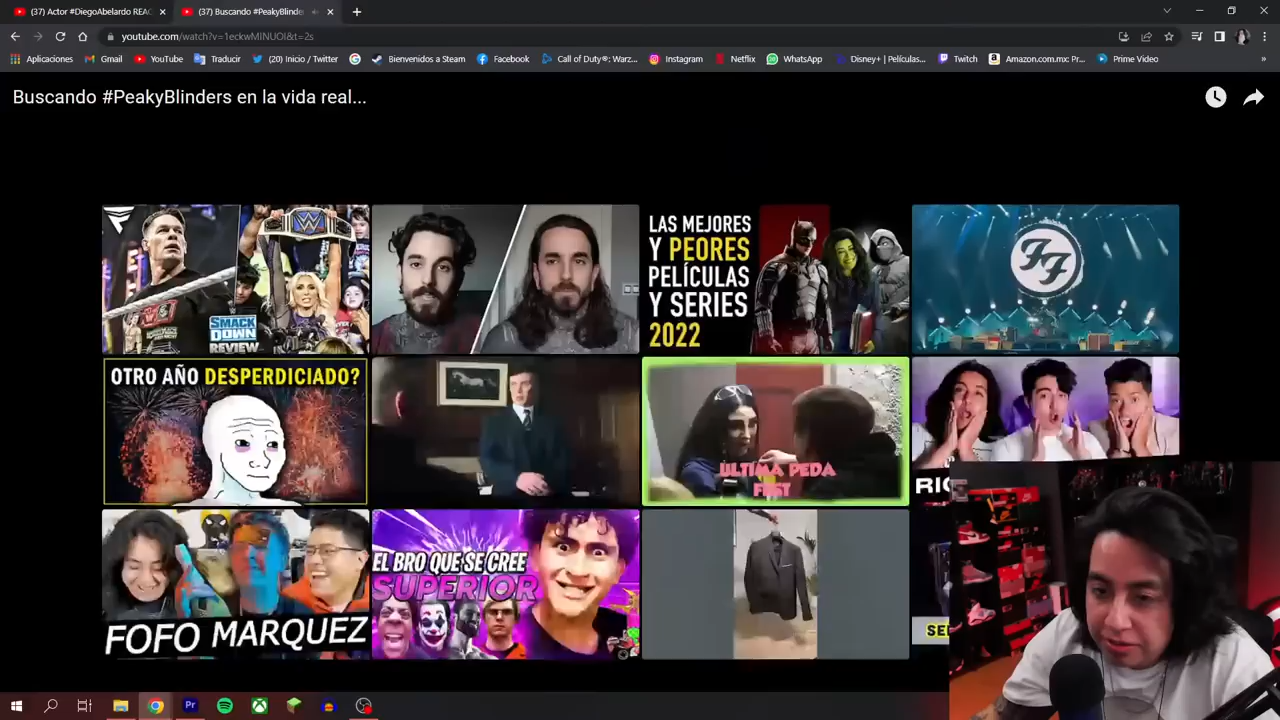 (37) Actor #DiegoAbelardo REAC
(37) Buscando #PeakyBlinde
youtube.com/watch?v=1eckwMINUOI&t=2s
Aplicaciones
Gmail
YouTube
Traducir
(20) Inicio / Twitter
Bienvenidos a Steam
Facebook
Call of Duty®: Warz...
Instagram
Netflix
WhatsApp
Disney+ | Películas...
Twitch
Amazon.com.mx: Pr...
Prime Video
»
Buscando #PeakyBlinders en la vida real...
SMACK
DOWN
REVIEW
LAS MEJORES
Y PEORES
PELÍCULAS
Y SERIES
2022
FF
OTRO AÑO DESPERDICIADO?
ULTIMA PEDA
FEST
RIC
FOFO MARQUEZ
EL BRO QUE SE CREE
SUPERIOR
SE
Pr